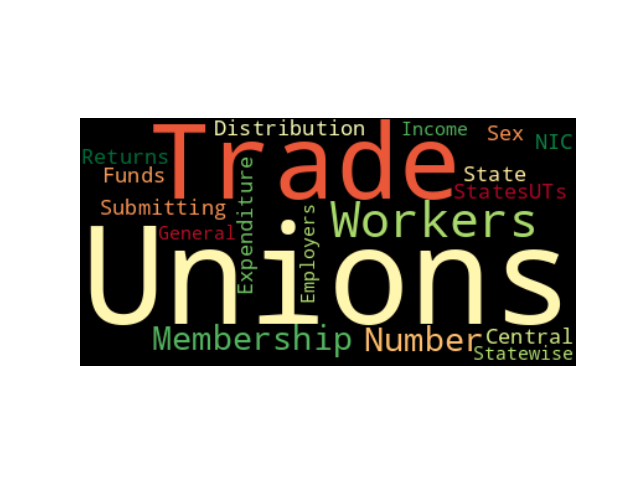 Distribution
Income
Sex
NIC
Trade
Returns
Funds
Expenditure
State
StatesUTs
Submitting
Employers
Workers
General
Unions
Membership
Number
Central
Statewise